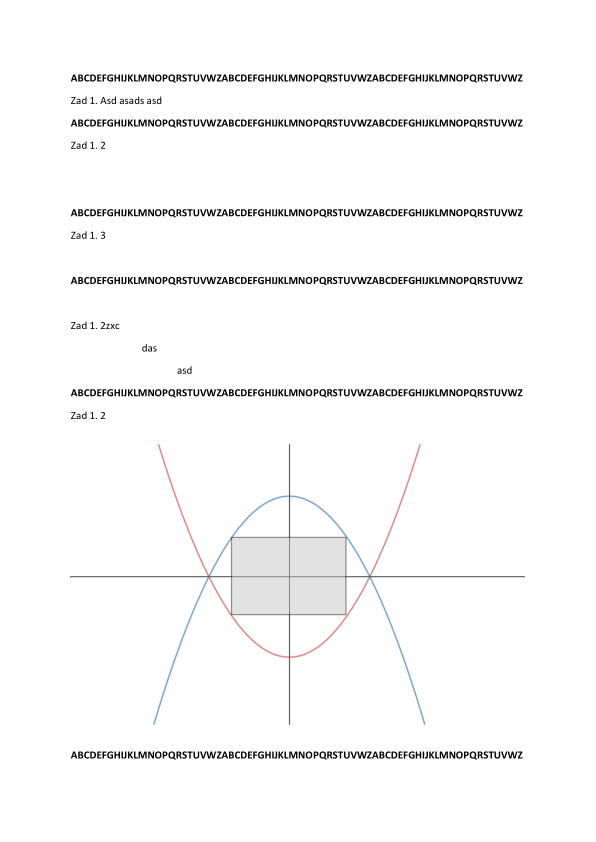 ABCDEFGHIJKLMNOPQRSTUVWZABCDEFGHIJKLMNOPQRSTUVWZABCDEFGHIJKLMNOPQRSTUVWZ
Zad 1. Asd asads asd
ABCDEFGHIJKLMNOPQRSTUVWZABCDEFGHIJKLMNOPQRSTUVWZABCDEFGHIJKLMNOPQRSTUVWZ
Zad 1. 2
ABCDEFGHIJKLMNOPQRSTUVWZABCDEFGHIJKLMNOPQRSTUVWZABCDEFGHIJKLMNOPQRSTUVWZ
Zad 1. 3
ABCDEFGHIJKLMNOPQRSTUVWZABCDEFGHIJKLMNOPQRSTUVWZABCDEFGHIJKLMNOPQRSTUVWZ
Zad 1. 2zxc
das
asd
ABCDEFGHIJKLMNOPQRSTUVWZABCDEFGHIJKLMNOPQRSTUVWZABCDEFGHIJKLMNOPQRSTUVWZ
Zad 1. 2
ABCDEFGHIJKLMNOPQRSTUVWZABCDEFGHIJKLMNOPQRSTUVWZABCDEFGHIJKLMNOPQRSTUVWZ